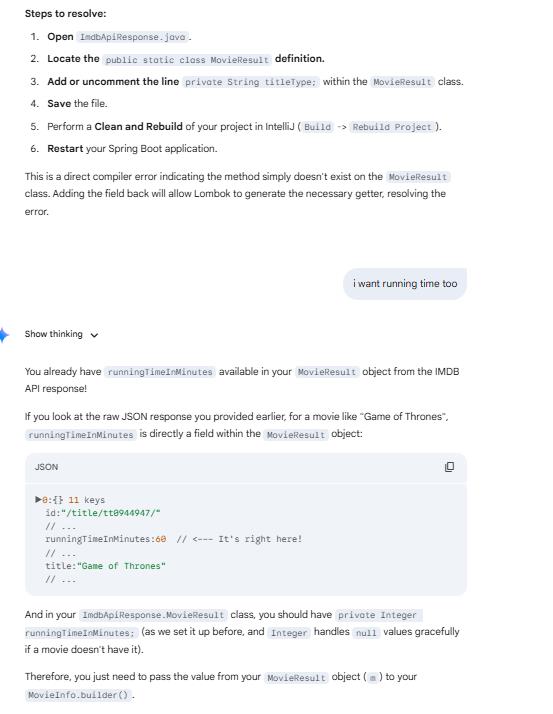 Steps to resolve:
1. Open ImdbApiResponse.java.
2. Locate the public static class MovieResult definition.
3. Add or uncomment the line private String titleType; within the MovieResult class.
4. Save the file.
5. Perform a Clean and Rebuild of your project in IntelliJ (Build -> Rebuild Project).
6. Restart your Spring Boot application.
This is a direct compiler error indicating the method simply doesn't exist on the MovieResult
class. Adding the field back will allow Lombok to generate the necessary getter, resolving the
error.
i want running time too
Show thinking
You already have runningTimeInMinutes available in your MovieResult object from the IMDB
API response!
If you look at the raw JSON response you provided earlier, for a movie like "Game of Thrones",
runningTimeInMinutes is directly a field within the MovieResult object:
JSON
▶0:{} 11 keys
id:"/title/tt0944947/"
// ...
runningTimeInMinutes:60 // <--- It's right here!
// ...
title:"Game of Thrones"
// ...
And in your ImdbApiResponse.MovieResult class, you should have private Integer
runningTimeInMinutes; (as we set it up before, and Integer handles null values gracefully
if a movie doesn't have it).
Therefore, you just need to pass the value from your MovieResult object (m) to your
MovieInfo.builder().